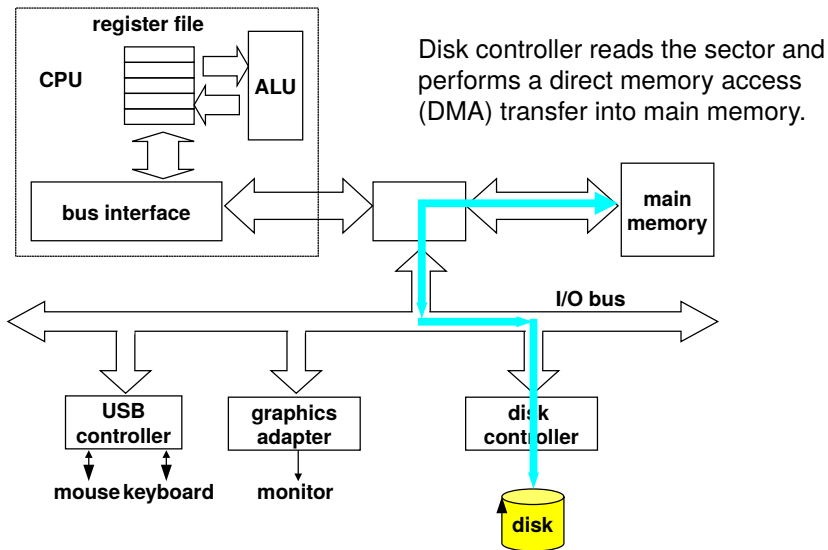 register file
CPU
ALU
Disk controller reads the sector and
performs a direct memory access
(DMA) transfer into main memory.
bus interface
main
memory
I/O bus
USB
controller
graphics
adapter
disk
controller
mouse keyboard
monitor
disk